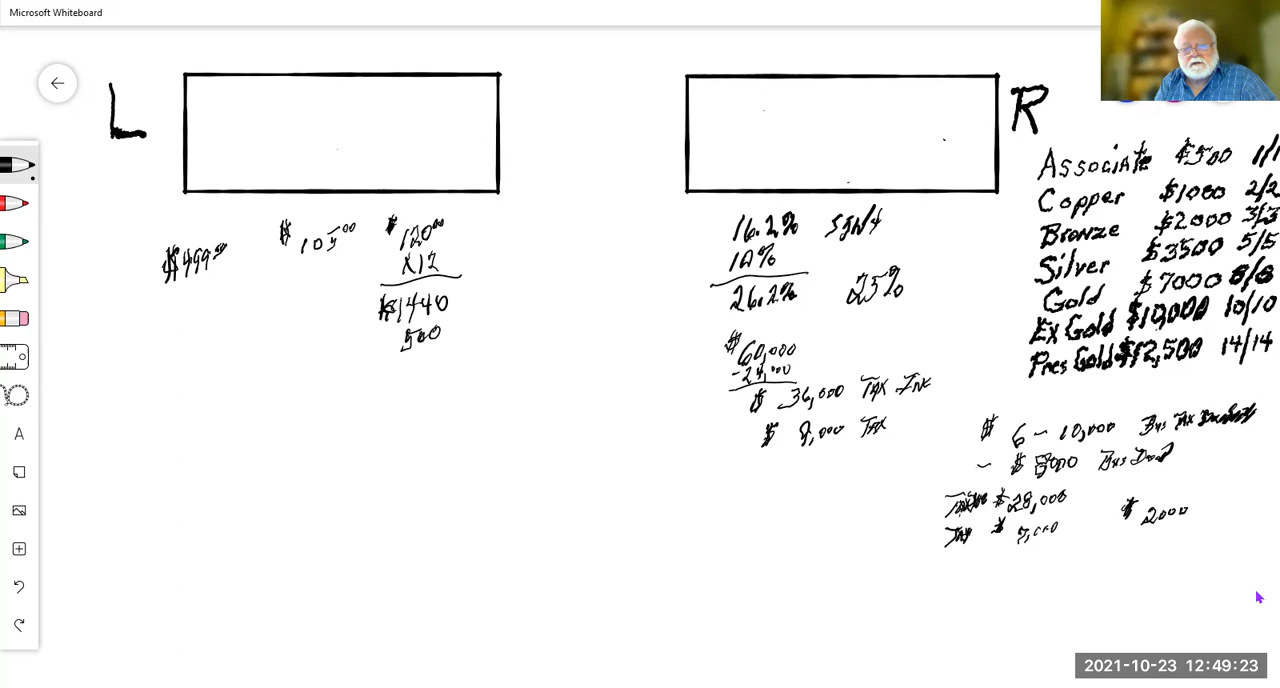 Microsoft Whiteboard
L
R
Associate $500 1/1
Copper $1000 2/2
Bronze $2000 3/3
Silver $3500 5/5
Gold $7000 8/8
Ex Gold $10,000 10/10
Pres Gold $12,500 14/14
$499
$ 105.00
$ 120.00
X12
$1440
500
16.2%
10%
26.2%
25%
$60,000
-24,000
$ 36,000 TAX INC
$ 9,000 TAX
$ 6 - 10,000 Bus TAX
- $ 8000 Bus Ded
$28,000
Tax $ 7,000
$ 2000
A
2021-10-23 12:49:23